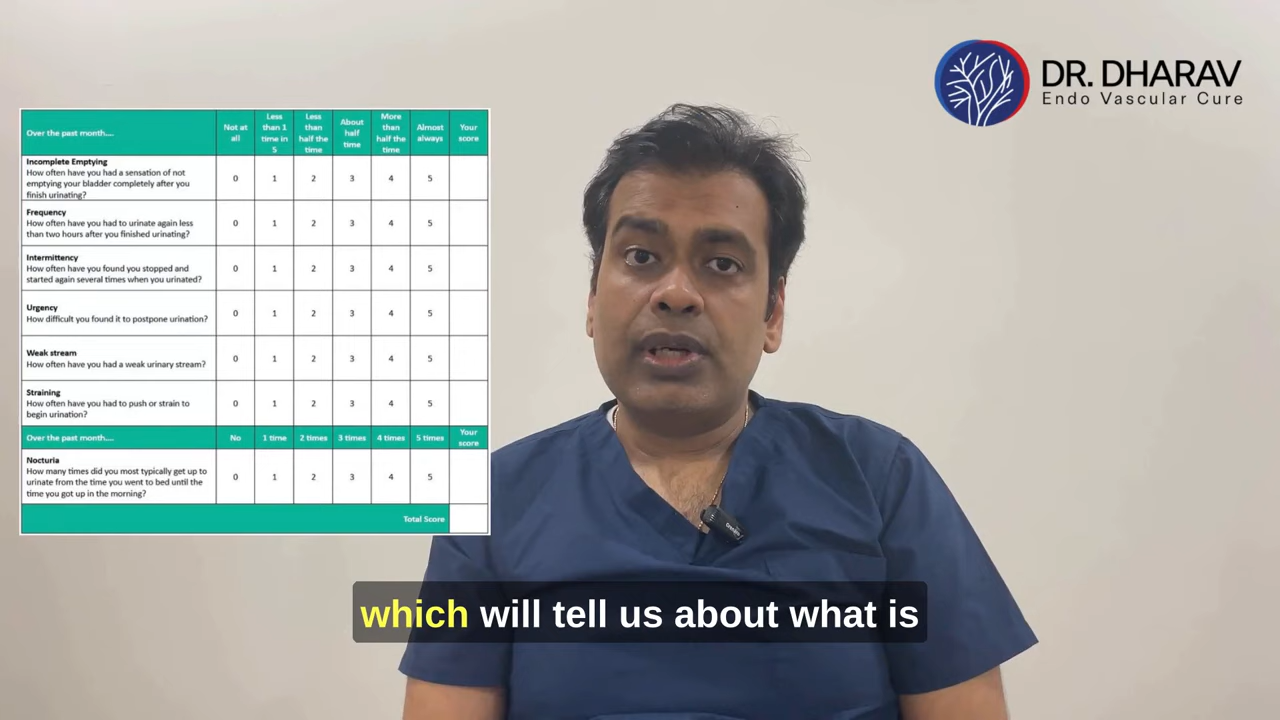 DR. DHARAV
Endo Vascular Cure
Over the past month.... Not at all Less than 1 time in 5 Less than half the time About half time More than half the time Almost always Your score
Incomplete Emptying
How often have you had a sensation of not
emptying your bladder completely after you
finish urinating?
0 1 2 3 4 5
Frequency
How often have you had to urinate again less
than two hours after you finished urinating?
0 1 2 3 4 5
Intermittency
How often have you found you stopped and
started again several times when you urinated?
0 1 2 3 4 5
Urgency
How difficult you found it to postpone urination?
0 1 2 3 4 5
Weak stream
How often have you had a weak urinary stream?
0 1 2 3 4 5
Straining
How often have you had to push or strain to
begin urination?
0 1 2 3 4 5
Over the past month.... No 1 time 2 times 3 times 4 times 5 times Your score
Nocturia
How many times did you most typically get up to
urinate from the time you went to bed until the
time you got up in the morning?
0 1 2 3 4 5
Total Score
which will tell us about what is